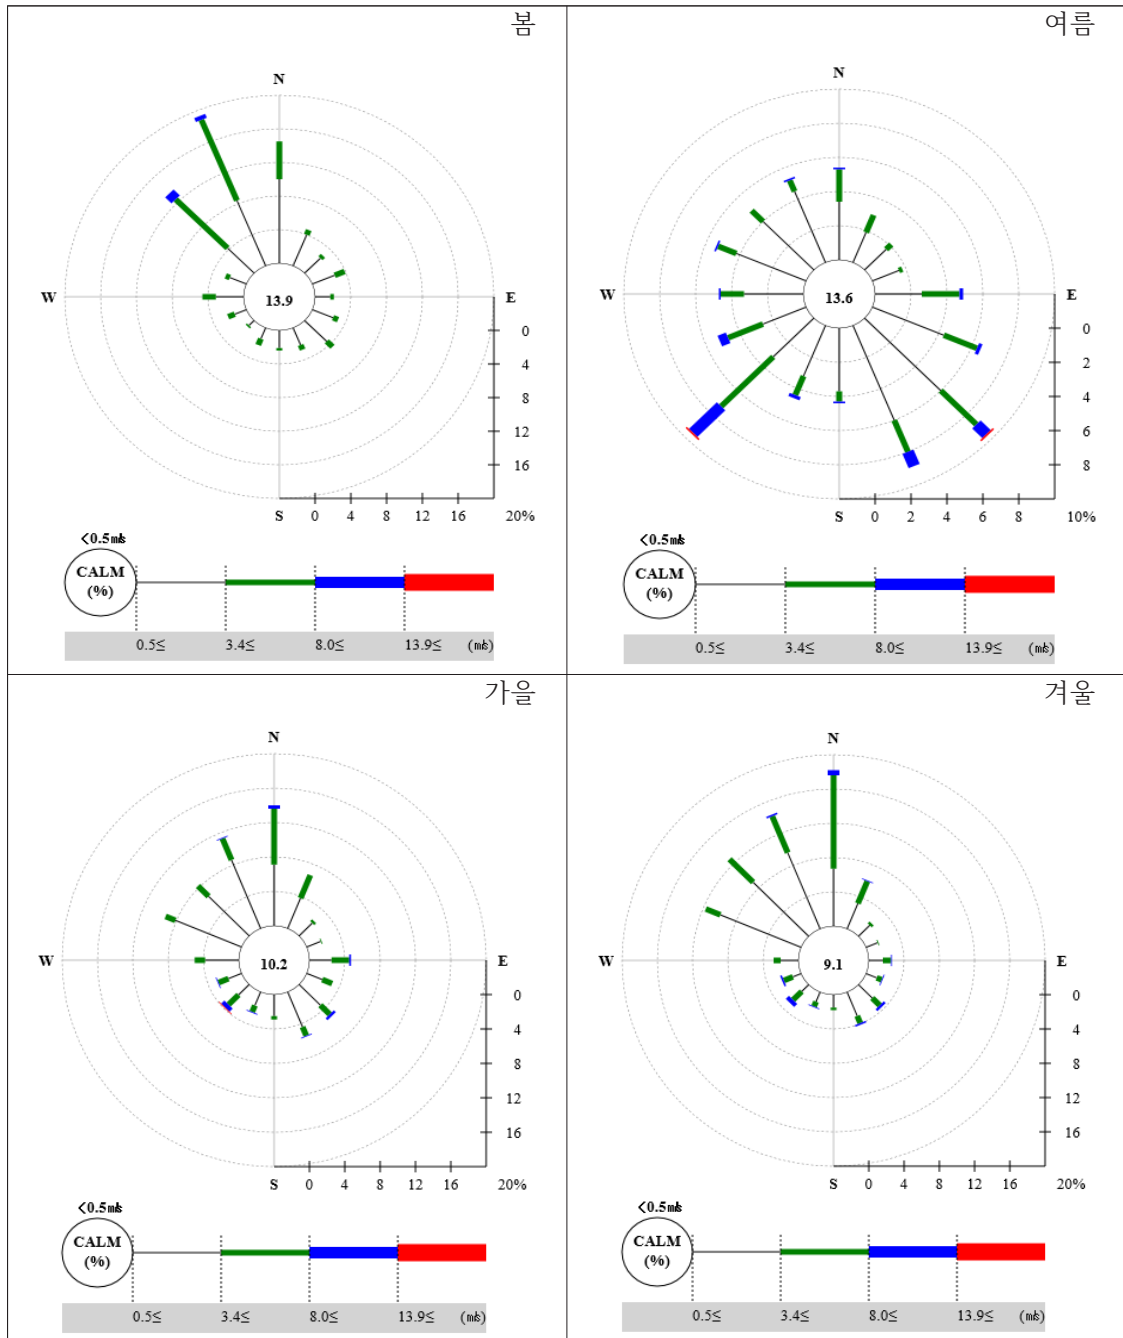 봄
N
W
E
13.9
0
4
8
12
16
S
0 4 8 12 16 20%
<0.5㎧
CALM
(%)
0.5≤ 3.4≤ 8.0≤ 13.9≤ (㎧)
여름
N
W
E
13.6
0
2
4
6
8
S
0 2 4 6 8 10%
<0.5㎧
CALM
(%)
0.5≤ 3.4≤ 8.0≤ 13.9≤ (㎧)
가을
N
W
E
10.2
0
4
8
12
16
S
0 4 8 12 16 20%
<0.5㎧
CALM
(%)
0.5≤ 3.4≤ 8.0≤ 13.9≤ (㎧)
겨울
N
W
E
9.1
0
4
8
12
16
S
0 4 8 12 16 20%
<0.5㎧
CALM
(%)
0.5≤ 3.4≤ 8.0≤ 13.9≤ (㎧)